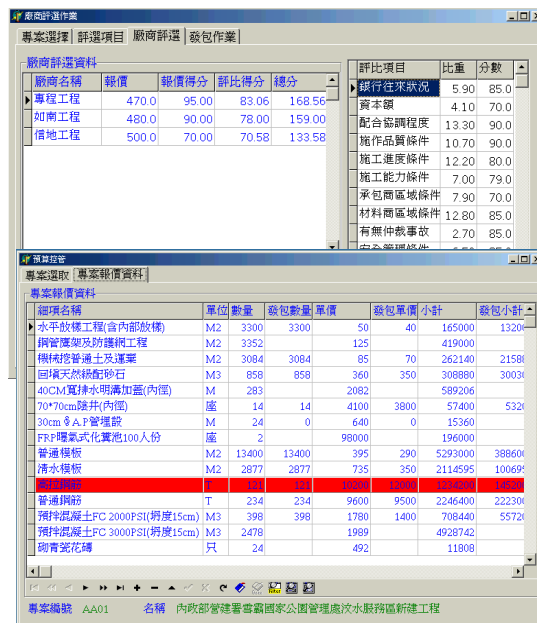 廠商評選作業
專案選擇 評選項目 廠商評選 發包作業
廠商評選資料
廠商名稱 報價 報價得分 評比得分 總分
專程工程 470.0 95.00 83.06 168.56
如南工程 480.0 90.00 78.00 159.00
信地工程 500.0 70.00 70.58 133.58
評比項目 比重 分數
銀行往來狀況 5.90 85.0
資本額 4.10 70.0
配合協調程度 13.30 90.0
施作品質條件 10.70 90.0
施工進度條件 12.20 80.0
施工能力條件 7.00 79.0
承包商區域條件 7.90 70.0
材料商區域條件 12.80 85.0
有無仲裁事故 2.70 85.0
預算控管
專案選取 專案報價資料
專案報價資料
細項名稱 單位 數量 發包數量 單價 發包單價 小計 發包小計
水平放樣工程(含內部放樣) M2 3300 3300 50 40 165000 13200
鋼管鷹架及防護網工程 M2 3352 125 419000
機械挖普通土及運棄 M2 3084 3084 85 70 262140 21588
回填天然級配砂石 M3 858 858 360 350 308880 30030
40CM寬排水明溝加蓋(內徑) M 283 2082 589206
70*70cm陰井(內徑) 座 14 14 4100 3800 57400 5320
30cm φ A.P管埋設 M 24 0 640 0 15360
FRP曝氣式化糞池100人份 座 2 98000 196000
普通模板 M2 13400 13400 395 290 5293000 388600
清水模板 M2 2877 2877 735 350 2114595 100695
高拉鋼筋 T 121 121 10200 12000 1234200 145200
普通鋼筋 T 234 234 9600 9500 2246400 222300
預拌混凝土FC 2000PSI(坍度15cm) M3 398 398 1780 1400 708440 55720
預拌混凝土FC 3000PSI(坍度15cm) M3 2478 1989 4928742
砌青瓷花磚 只 24 492 11808
Filter
專案編號 AA01 名稱 內政部營建署雪霸國家公園管理處汶水服務區新建工程